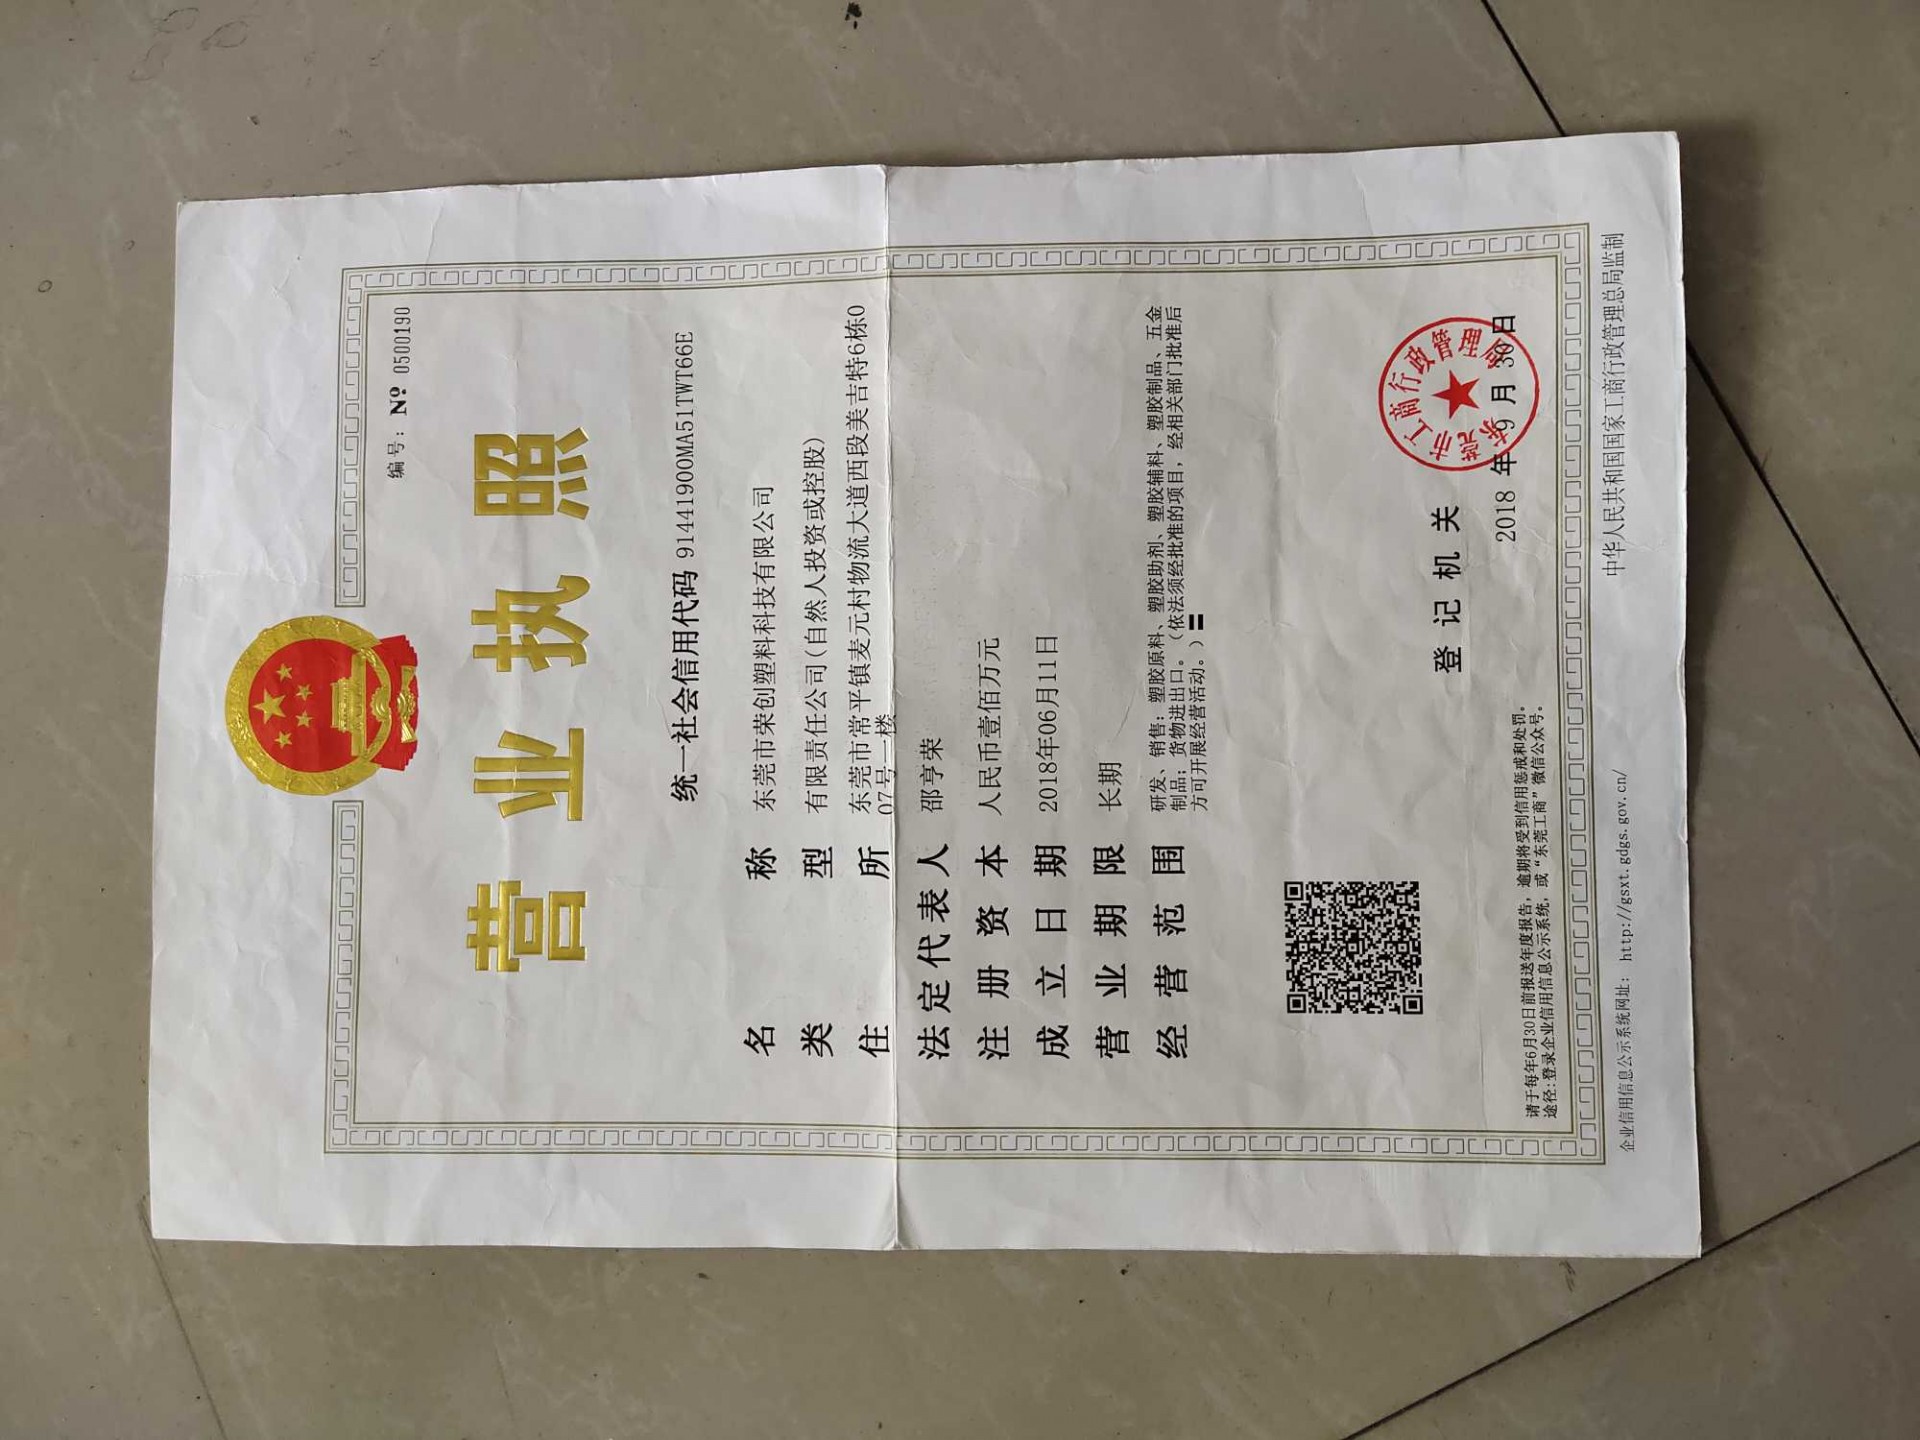 编号: № 0500190
营业执照
统一社会信用代码 91441900MA51TWT66E
名称 东莞市荣创塑料科技有限公司
类型 有限责任公司(自然人投资或控股)
住所 东莞市常平镇麦元村物流大道西段美吉特6栋0
07号一楼
法定代表人 邵亨荣
注册资本 人民币壹佰万元
成立日期 2018年06月11日
营业期限 长期
经营范围 研发、销售:塑胶原料、塑胶助剂、塑胶辅料、塑胶制品、五金
制品;货物进出口。(依法须经批准的项目,经相关部门批准后
方可开展经营活动。)
登记机关
东莞市工商行政管理局
2018 年 9 月 30 日
请于每年6月30日前报送年度报告,逾期将受到信用惩戒和处罚。
途径:登录企业信用信息公示系统,或“东莞工商”微信公众号。
企业信用信息公示系统网址: http://gsxt.gdgs.gov.cn/
中华人民共和国国家工商行政管理总局监制